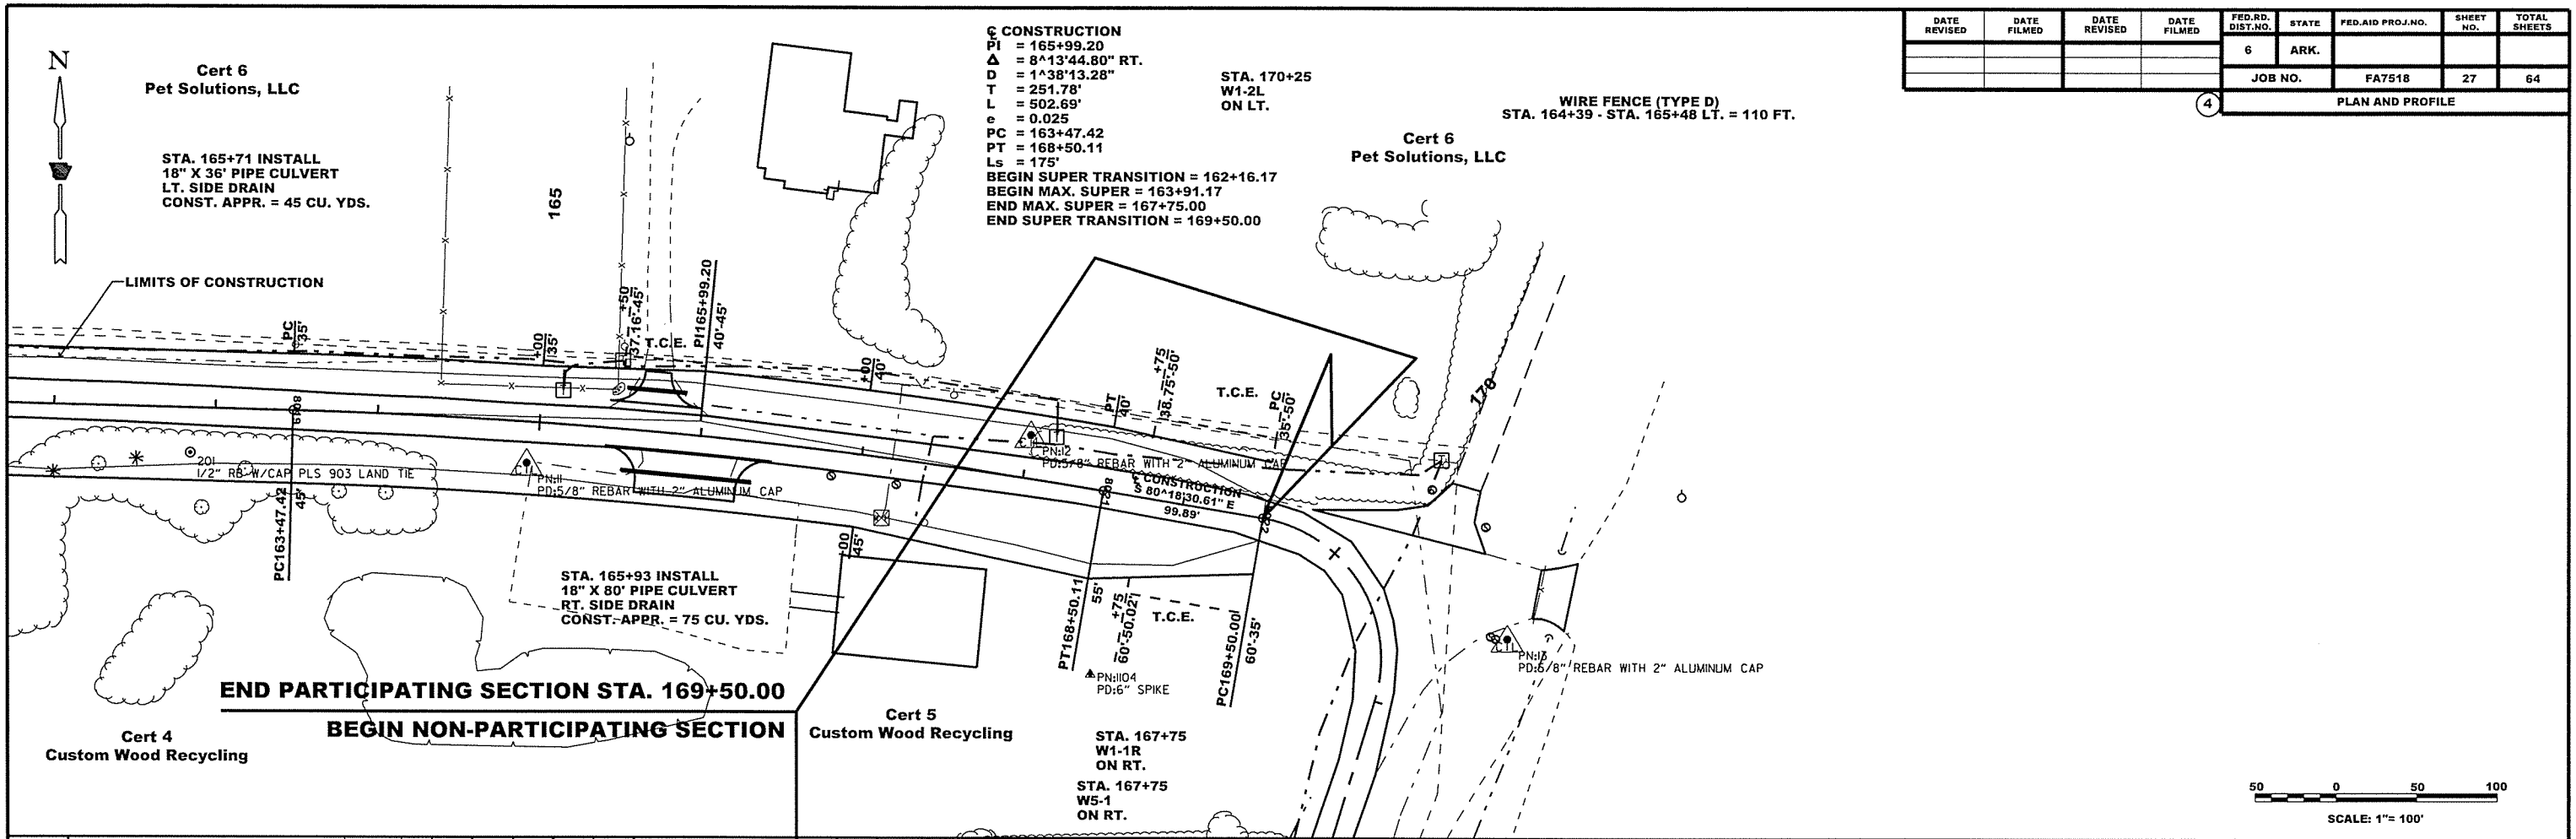 N
Cert 6
Pet Solutions, LLC
STA. 165+71 INSTALL
18" X 36' PIPE CULVERT
LT. SIDE DRAIN
CONST. APPR. = 45 CU. YDS.
LIMITS OF CONSTRUCTION
165
℄ CONSTRUCTION
PI = 165+99.20
Δ = 8^13'44.80" RT.
D = 1^38'13.28"
T = 251.78'
L = 502.69'
e = 0.025
PC = 163+47.42
PT = 168+50.11
Ls = 175'
BEGIN SUPER TRANSITION = 162+16.17
BEGIN MAX. SUPER = 163+91.17
END MAX. SUPER = 167+75.00
END SUPER TRANSITION = 169+50.00
STA. 170+25
W1-2L
ON LT.
WIRE FENCE (TYPE D)
STA. 164+39 - STA. 165+48 LT. = 110 FT.
Cert 6
Pet Solutions, LLC
DATE REVISED
DATE FILMED
DATE REVISED
DATE FILMED
FED.RD. DIST.NO.
STATE
FED.AID PROJ.NO.
SHEET NO.
TOTAL SHEETS
6
ARK.
JOB NO.
FA7518
27
64
4
PLAN AND PROFILE
PC
35'
+00
35'
+50
37.16'-45'
T.C.E.
PI165+99.20
40'-45'
+00
40'
PT
40'
+75
38.75'-50'
T.C.E.
PC
35'-50'
170
8019
201
1/2" RB W/CAP PLS 903 LAND TIE
PC163+47.42
45'
CTL
PN:11
PD:5/8" REBAR WITH 2" ALUMINUM CAP
CTL
PN:12
PD:5/8" REBAR WITH 2" ALUMINUM CAP
8021
℄ CONSTRUCTION
S 80^18'30.61" E
99.89'
+00
45'
STA. 165+93 INSTALL
18" X 80' PIPE CULVERT
RT. SIDE DRAIN
CONST. APPR. = 75 CU. YDS.
PT168+50.11
55'
+75
60'-50.02'
T.C.E.
PC169+50.00
60'-35'
PN:1104
PD:6" SPIKE
CTL
PN:13
PD:5/8" REBAR WITH 2" ALUMINUM CAP
END PARTICIPATING SECTION STA. 169+50.00
BEGIN NON-PARTICIPATING SECTION
Cert 4
Custom Wood Recycling
Cert 5
Custom Wood Recycling
STA. 167+75
W1-1R
ON RT.
STA. 167+75
W5-1
ON RT.
50 0 50 100
SCALE: 1"= 100'